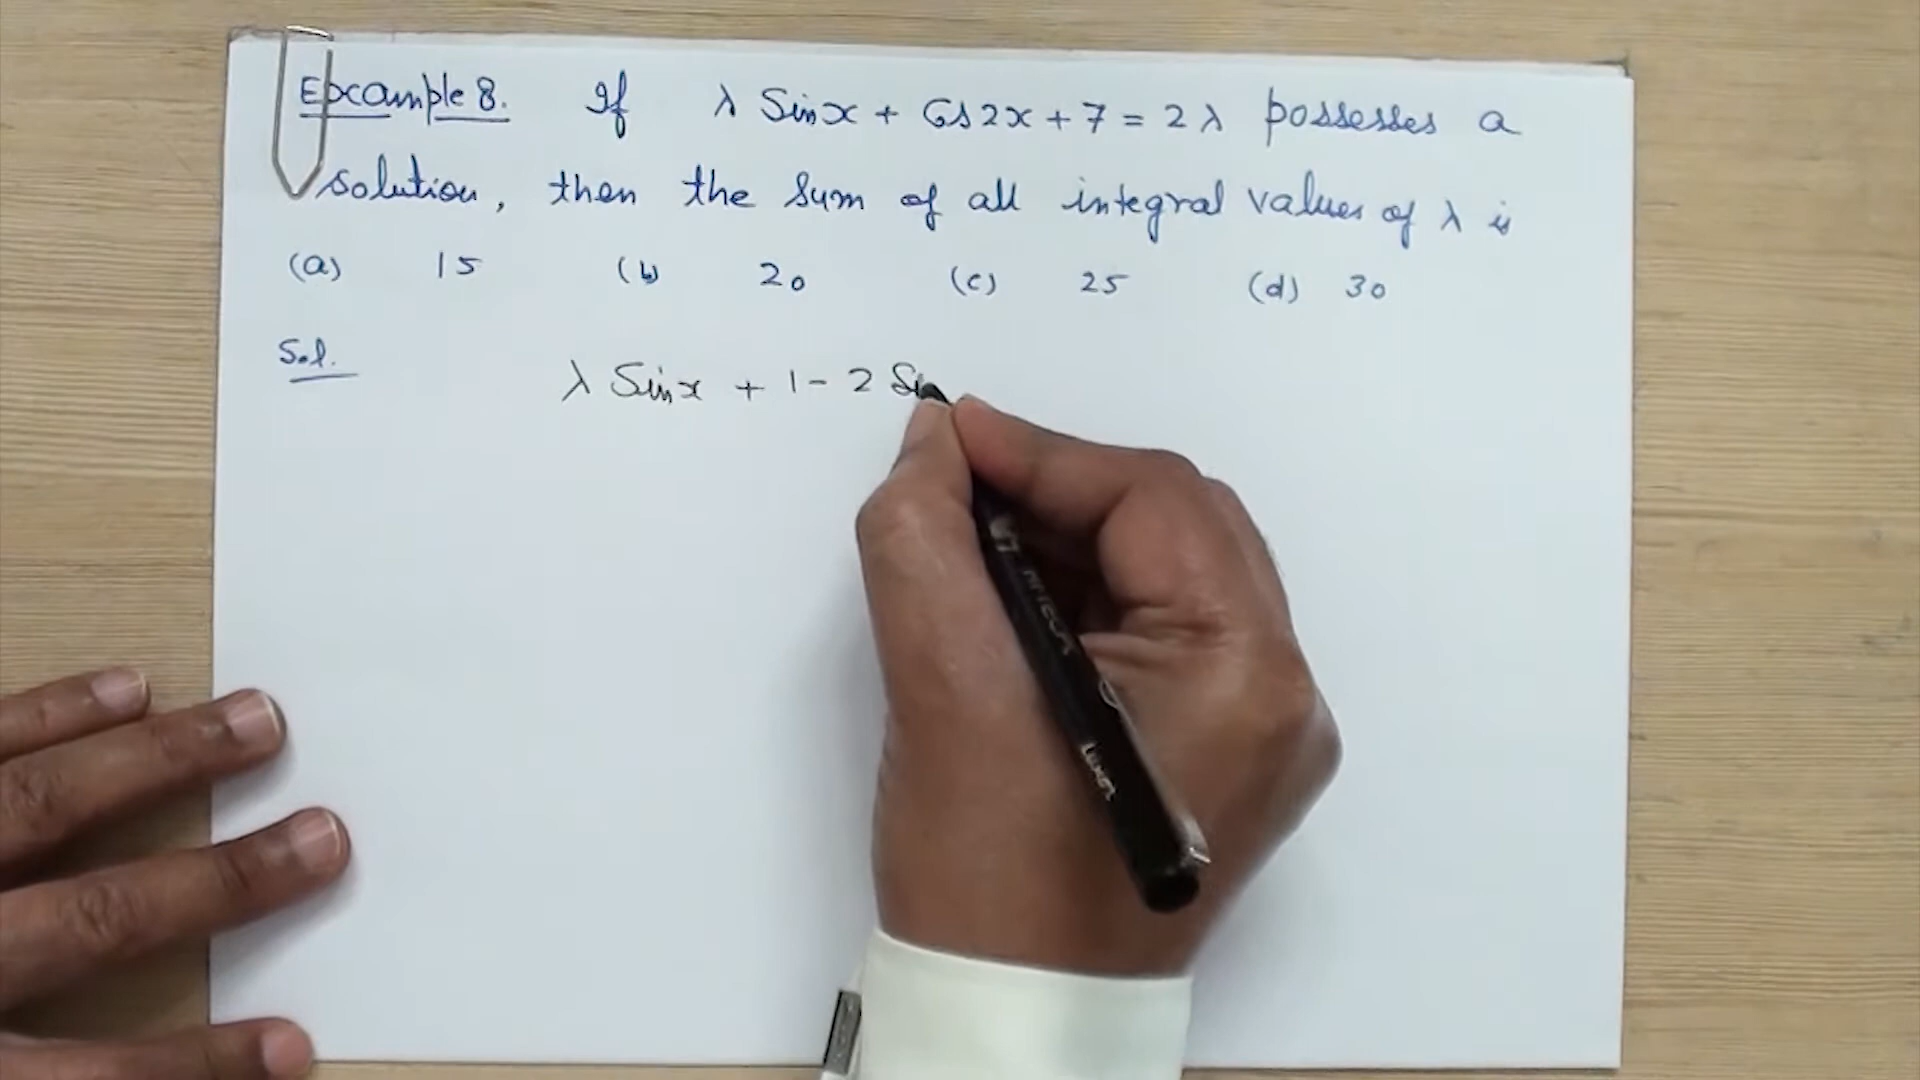 Example 8. If λ Sinx + Cos2x + 7 = 2λ possesses a
solution, then the sum of all integral values of λ is
(a) 15 (b) 20 (c) 25 (d) 30
Sol. λ Sinx + 1 - 2 Si
luxor